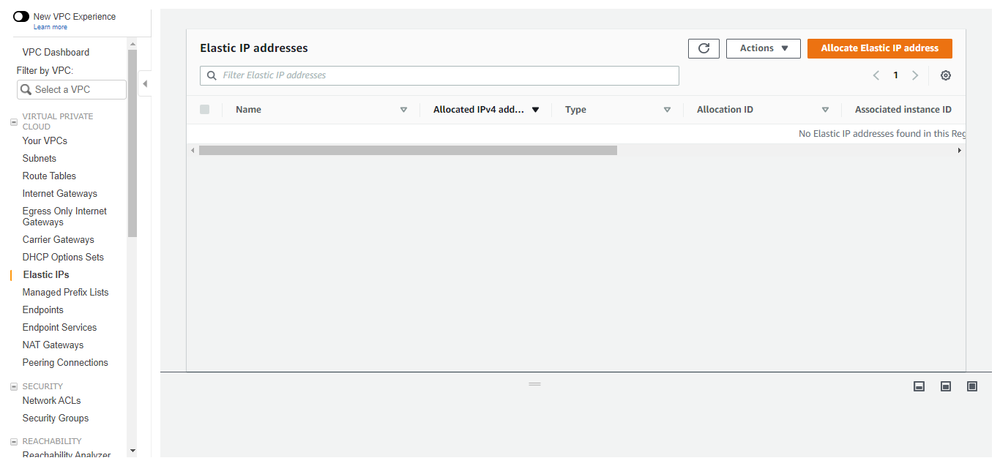 New VPC Experience
Learn more
VPC Dashboard
Filter by VPC:
Select a VPC
VIRTUAL PRIVATE
CLOUD
Your VPCs
Subnets
Route Tables
Internet Gateways
Egress Only Internet
Gateways
Carrier Gateways
DHCP Options Sets
Elastic IPs
Managed Prefix Lists
Endpoints
Endpoint Services
NAT Gateways
Peering Connections
SECURITY
Network ACLs
Security Groups
REACHABILITY
Reachability Analyzer
Elastic IP addresses
Actions
Allocate Elastic IP address
Filter Elastic IP addresses
1
Name Allocated IPv4 add... Type Allocation ID Associated instance ID
No Elastic IP addresses found in this Reg